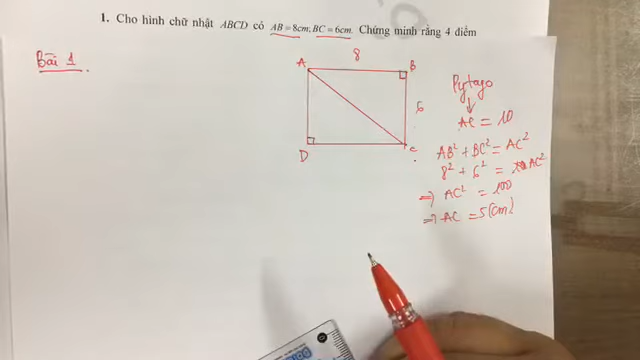 1. Cho hình chữ nhật ABCD có AB = 8cm, BC = 6cm. Chứng minh rằng 4 điểm
Bài 1
A
8
B
6
C
D
Pytago
AC = 10
AB² + BC² = AC²
8² + 6² = AC²
⇒ AC² = 100
⇒ AC = 5(cm)